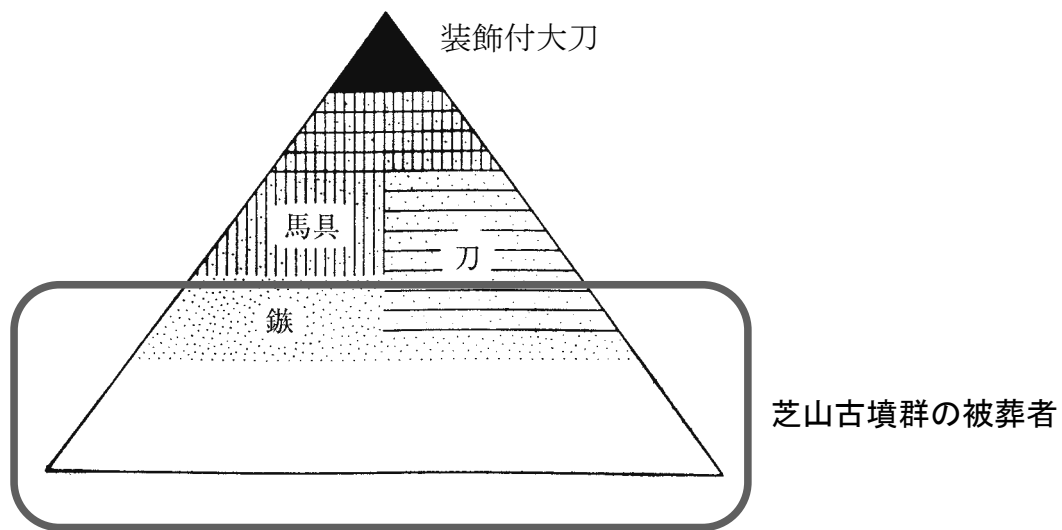 装飾付大刀
馬具
刀
鏃
芝山古墳群の被葬者